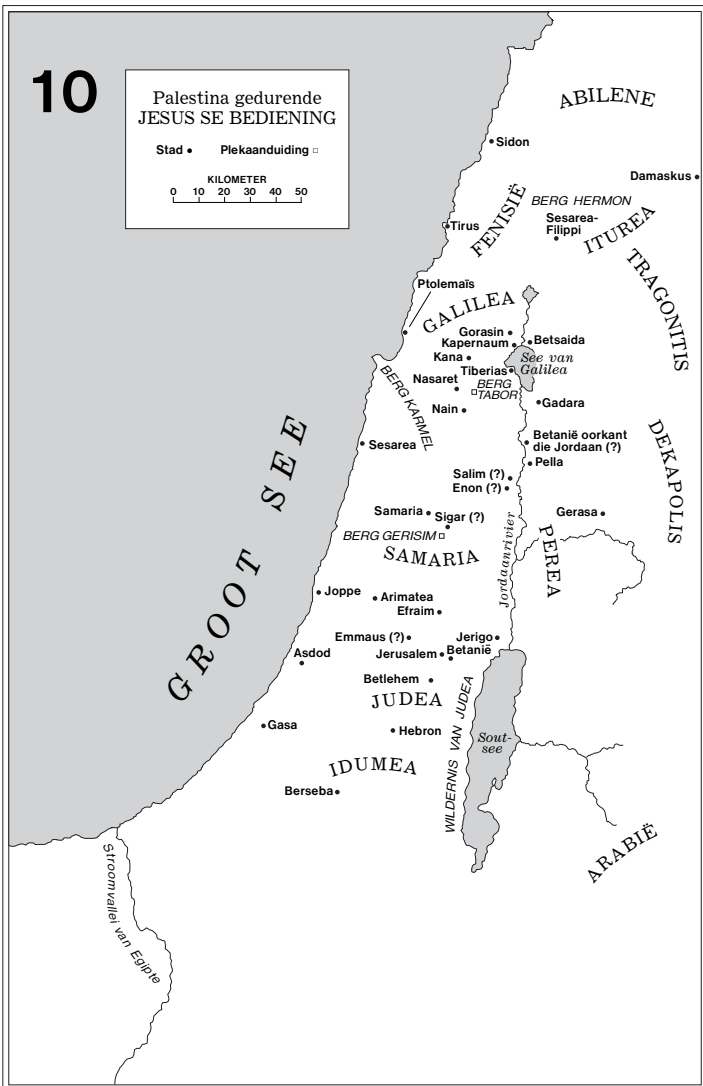 10
Palestina gedurende
JESUS SE BEDIENING
Stad
Plekaanduiding
KILOMETER
0 10 20 30 40 50
ABILENE
Sidon
Damaskus
BERG HERMON
FENISIË
Sesarea-
Filippi
ITUREA
Tirus
TRAGONITIS
Ptolemaïs
GALILEA
Gorasin
Kapernaum
Betsaida
Kana
See van
Galilea
Tiberias
Nasaret
BERG
TABOR
BERG KARMEL
Nain
Gadara
DEKAPOLIS
Sesarea
Betanië oorkant
die Jordaan (?)
Pella
Salim (?)
Enon (?)
GROOT SEE
Samaria
Sigar (?)
Gerasa
BERG GERISIM
SAMARIA
Jordaanrivier
PEREA
Joppe
Arimatea
Efraim
Emmaus (?)
Jerigo
Jerusalem
Betanië
Asdod
Betlehem
JUDEA
WILDERNIS VAN JUDEA
Gasa
Hebron
Sout-
see
IDUMEA
Berseba
ARABIË
Stroomvallei van Egipte